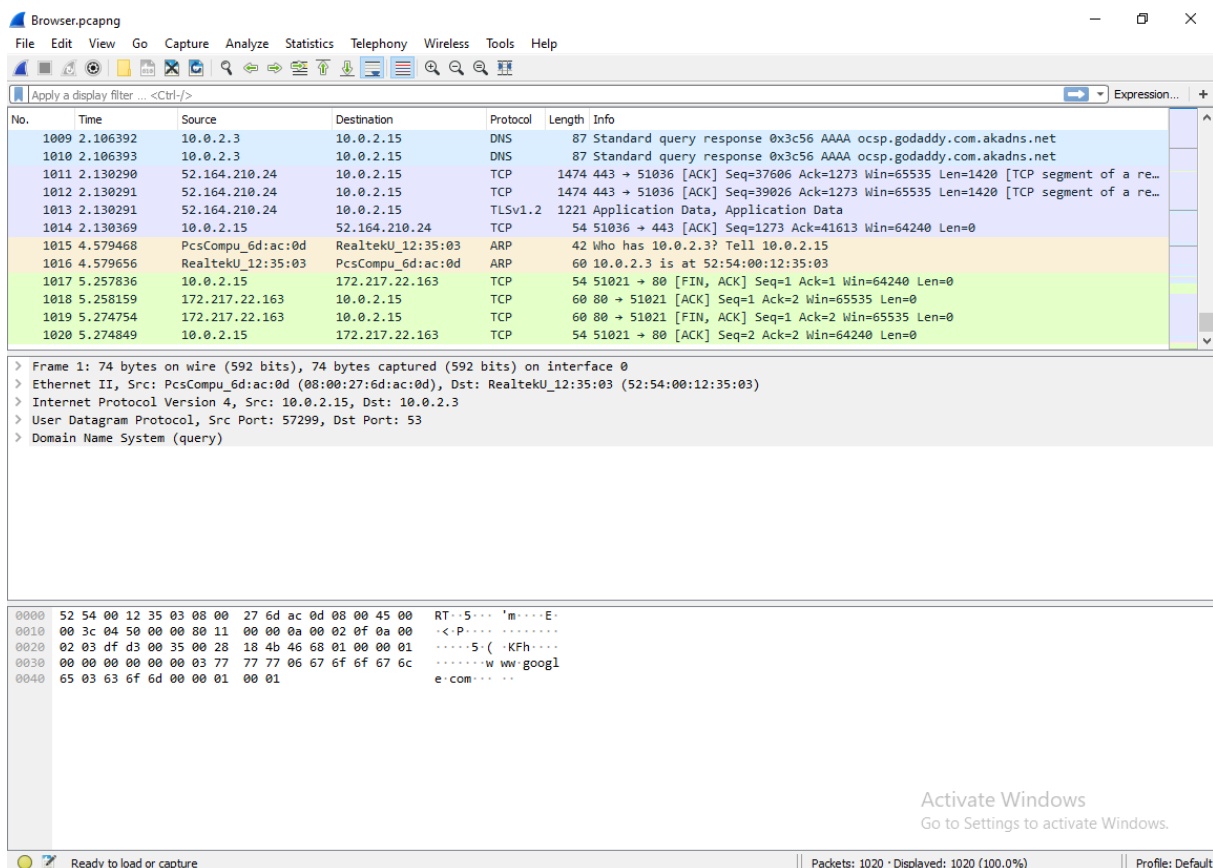 Browser.pcapng
File Edit View Go Capture Analyze Statistics Telephony Wireless Tools Help
Apply a display filter ... <Ctrl-/> Expression... +
No. Time Source Destination Protocol Length Info
1009 2.106392 10.0.2.3 10.0.2.15 DNS 87 Standard query response 0x3c56 AAAA ocsp.godaddy.com.akadns.net
1010 2.106393 10.0.2.3 10.0.2.15 DNS 87 Standard query response 0x3c56 AAAA ocsp.godaddy.com.akadns.net
1011 2.130290 52.164.210.24 10.0.2.15 TCP 1474 443 → 51036 [ACK] Seq=37606 Ack=1273 Win=65535 Len=1420 [TCP segment of a re…
1012 2.130291 52.164.210.24 10.0.2.15 TCP 1474 443 → 51036 [ACK] Seq=39026 Ack=1273 Win=65535 Len=1420 [TCP segment of a re…
1013 2.130291 52.164.210.24 10.0.2.15 TLSv1.2 1221 Application Data, Application Data
1014 2.130369 10.0.2.15 52.164.210.24 TCP 54 51036 → 443 [ACK] Seq=1273 Ack=41613 Win=64240 Len=0
1015 4.579468 PcsCompu_6d:ac:0d RealtekU_12:35:03 ARP 42 Who has 10.0.2.3? Tell 10.0.2.15
1016 4.579656 RealtekU_12:35:03 PcsCompu_6d:ac:0d ARP 60 10.0.2.3 is at 52:54:00:12:35:03
1017 5.257836 10.0.2.15 172.217.22.163 TCP 54 51021 → 80 [FIN, ACK] Seq=1 Ack=1 Win=64240 Len=0
1018 5.258159 172.217.22.163 10.0.2.15 TCP 60 80 → 51021 [ACK] Seq=1 Ack=2 Win=65535 Len=0
1019 5.274754 172.217.22.163 10.0.2.15 TCP 60 80 → 51021 [FIN, ACK] Seq=1 Ack=2 Win=65535 Len=0
1020 5.274849 10.0.2.15 172.217.22.163 TCP 54 51021 → 80 [ACK] Seq=2 Ack=2 Win=64240 Len=0
> Frame 1: 74 bytes on wire (592 bits), 74 bytes captured (592 bits) on interface 0
> Ethernet II, Src: PcsCompu_6d:ac:0d (08:00:27:6d:ac:0d), Dst: RealtekU_12:35:03 (52:54:00:12:35:03)
> Internet Protocol Version 4, Src: 10.0.2.15, Dst: 10.0.2.3
> User Datagram Protocol, Src Port: 57299, Dst Port: 53
> Domain Name System (query)
0000 52 54 00 12 35 03 08 00 27 6d ac 0d 08 00 45 00 RT··5··· 'm····E·
0010 00 3c 04 50 00 00 80 11 00 00 0a 00 02 0f 0a 00 ·<·P···· ········
0020 02 03 df d3 00 35 00 28 18 4b 46 68 01 00 00 01 ·····5·( ·KFh····
0030 00 00 00 00 00 00 03 77 77 77 06 67 6f 6f 67 6c ·······w ww·googl
0040 65 03 63 6f 6d 00 00 01 00 01 e·com··· ··
Activate Windows
Go to Settings to activate Windows.
Ready to load or capture Packets: 1020 · Displayed: 1020 (100.0%) Profile: Default